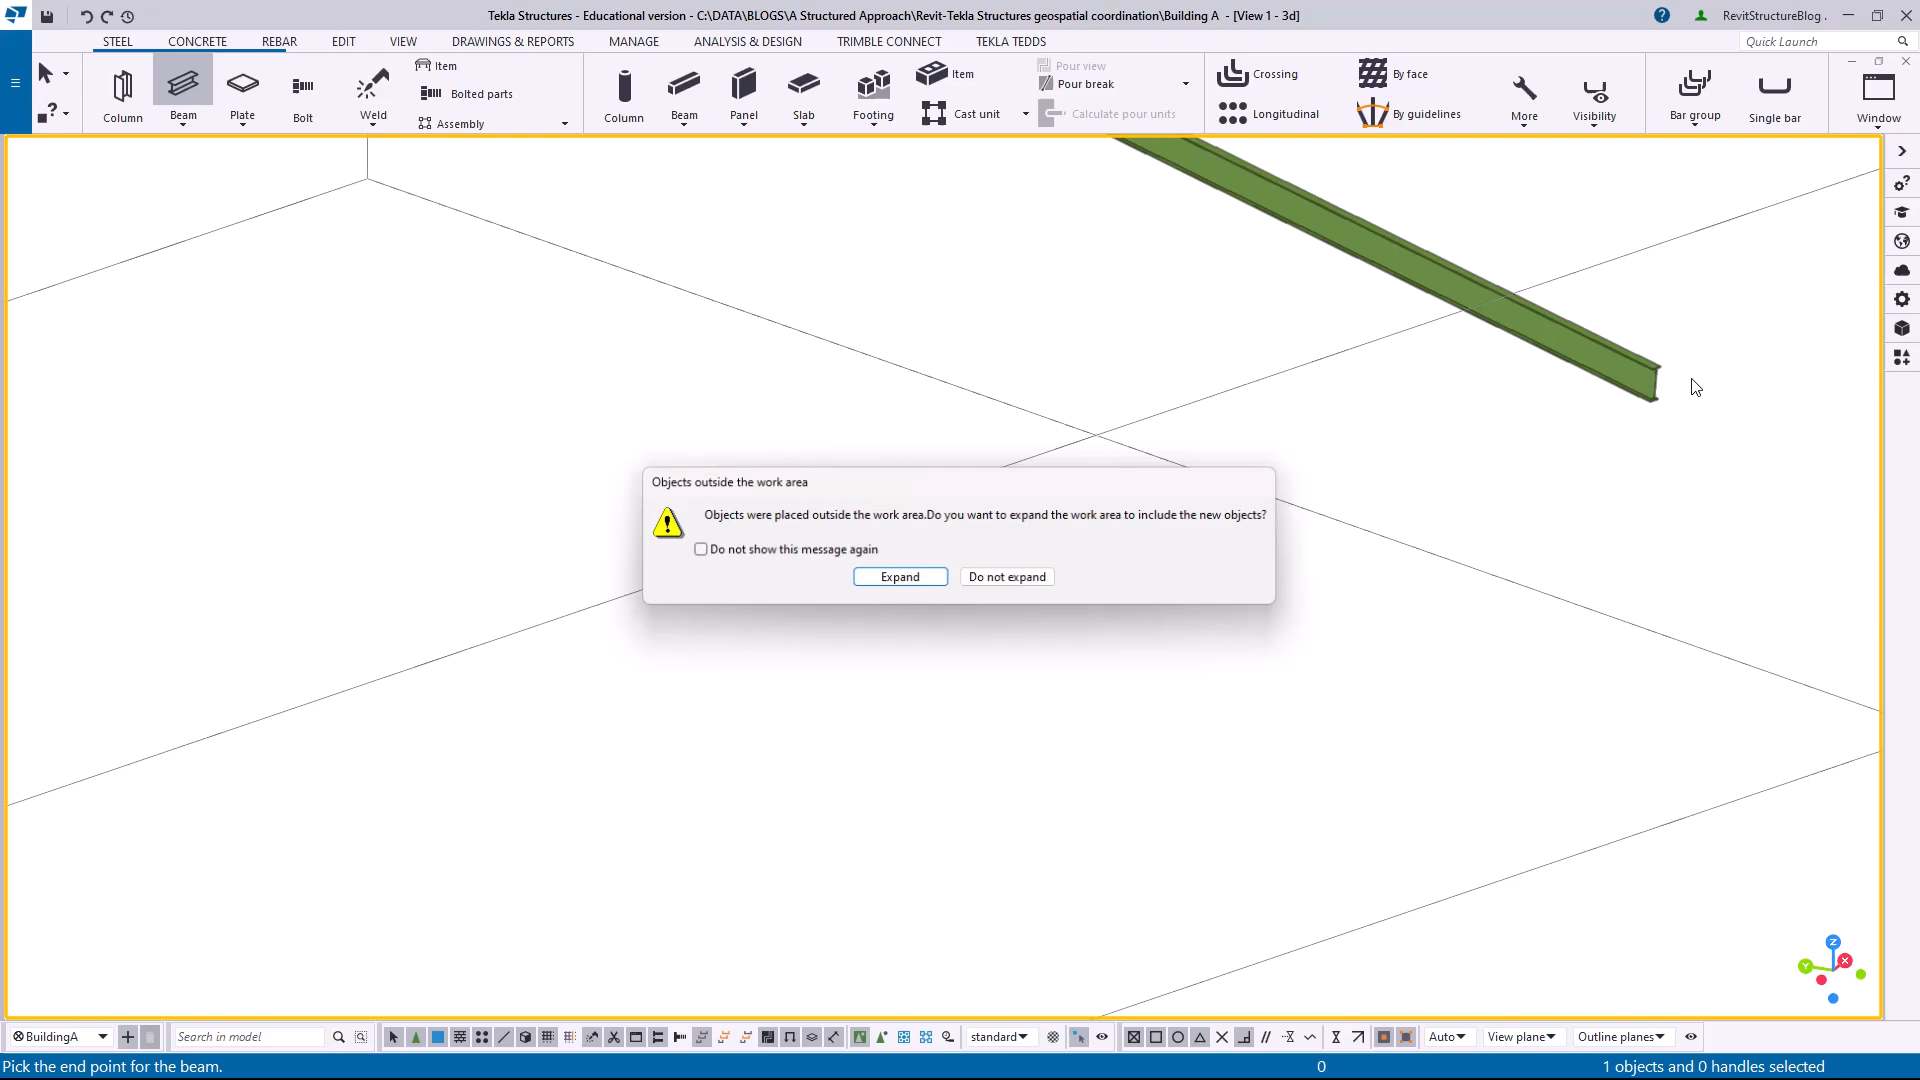 Tekla Structures - Educational version - C:\DATA\BLOGS\A Structured Approach\Revit-Tekla Structures geospatial coordination\Building A - [View 1 - 3d]
RevitStructureBlog .
STEEL CONCRETE REBAR EDIT VIEW DRAWINGS & REPORTS MANAGE ANALYSIS & DESIGN TRIMBLE CONNECT TEKLA TEDDS
Quick Launch
Column Beam Plate Bolt Weld
Item
Bolted parts
Assembly
Column Beam Panel Slab Footing
Item
Cast unit
Pour view
Pour break
Calculate pour units
Crossing
Longitudinal
By face
By guidelines
More Visibility Bar group Single bar Window
Objects outside the work area
Objects were placed outside the work area.Do you want to expand the work area to include the new objects?
Do not show this message again
Expand Do not expand
Z
Y X
BuildingA Search in model standard Auto View plane Outline planes
Pick the end point for the beam. 0 1 objects and 0 handles selected